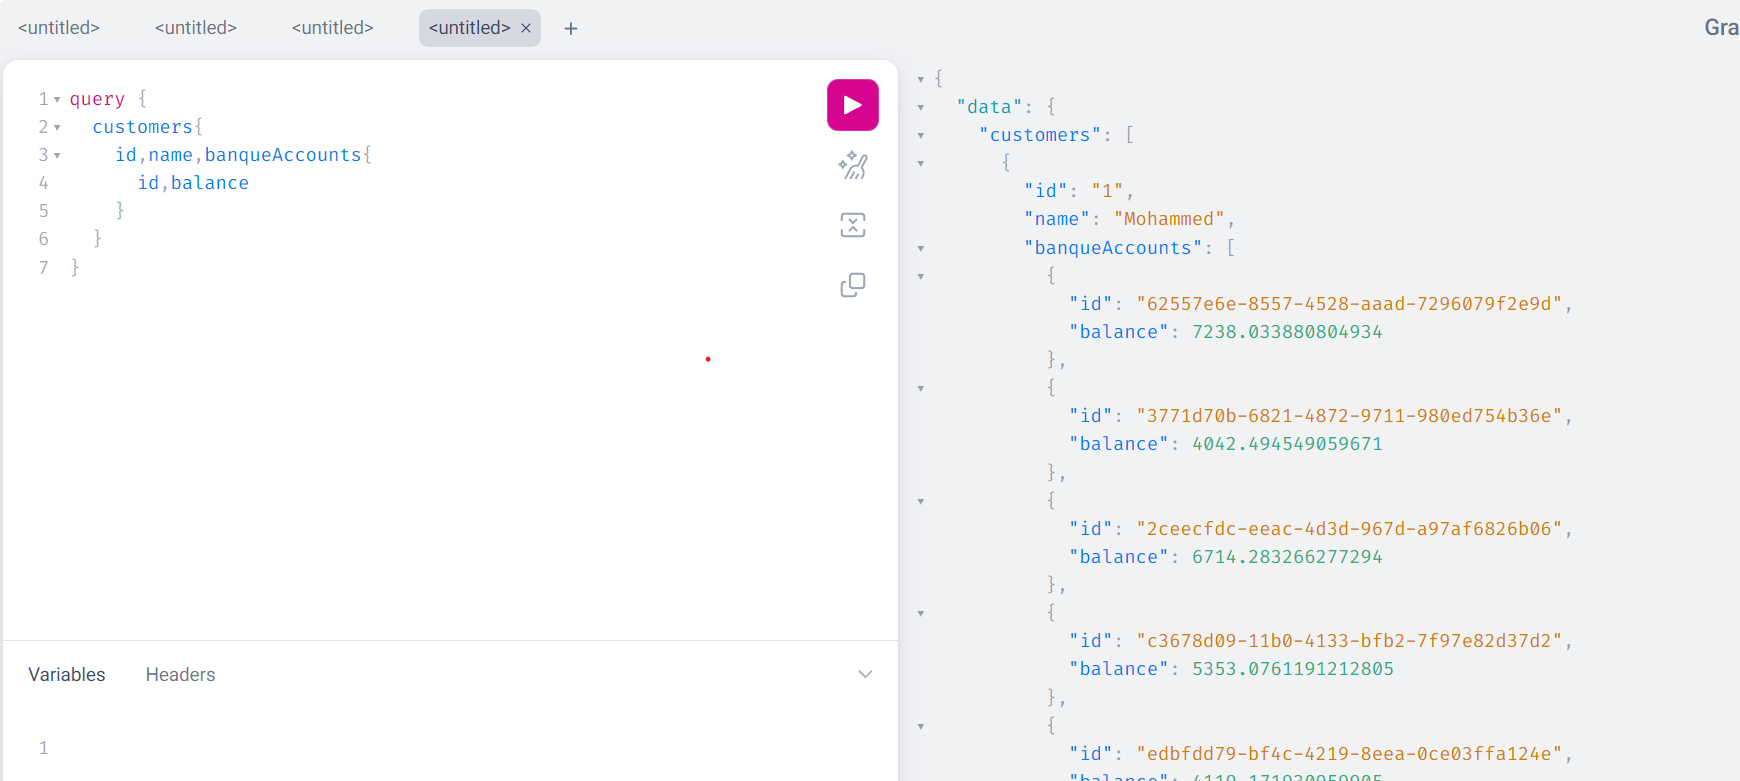 <untitled> <untitled> <untitled> <untitled> × +
Gra
1 query {
2 customers{
3 id,name,banqueAccounts{
4 id,balance
5 }
6 }
7 }
Variables Headers
1
{
"data": {
"customers": [
{
"id": "1",
"name": "Mohammed",
"banqueAccounts": [
{
"id": "62557e6e-8557-4528-aaad-7296079f2e9d",
"balance": 7238.033880804934
},
{
"id": "3771d70b-6821-4872-9711-980ed754b36e",
"balance": 4042.494549059671
},
{
"id": "2ceecfdc-eeac-4d3d-967d-a97af6826b06",
"balance": 6714.283266277294
},
{
"id": "c3678d09-11b0-4133-bfb2-7f97e82d37d2",
"balance": 5353.0761191212805
},
{
"id": "edbfdd79-bf4c-4219-8eea-0ce03ffa124e",
"balance": 4119.171930959905